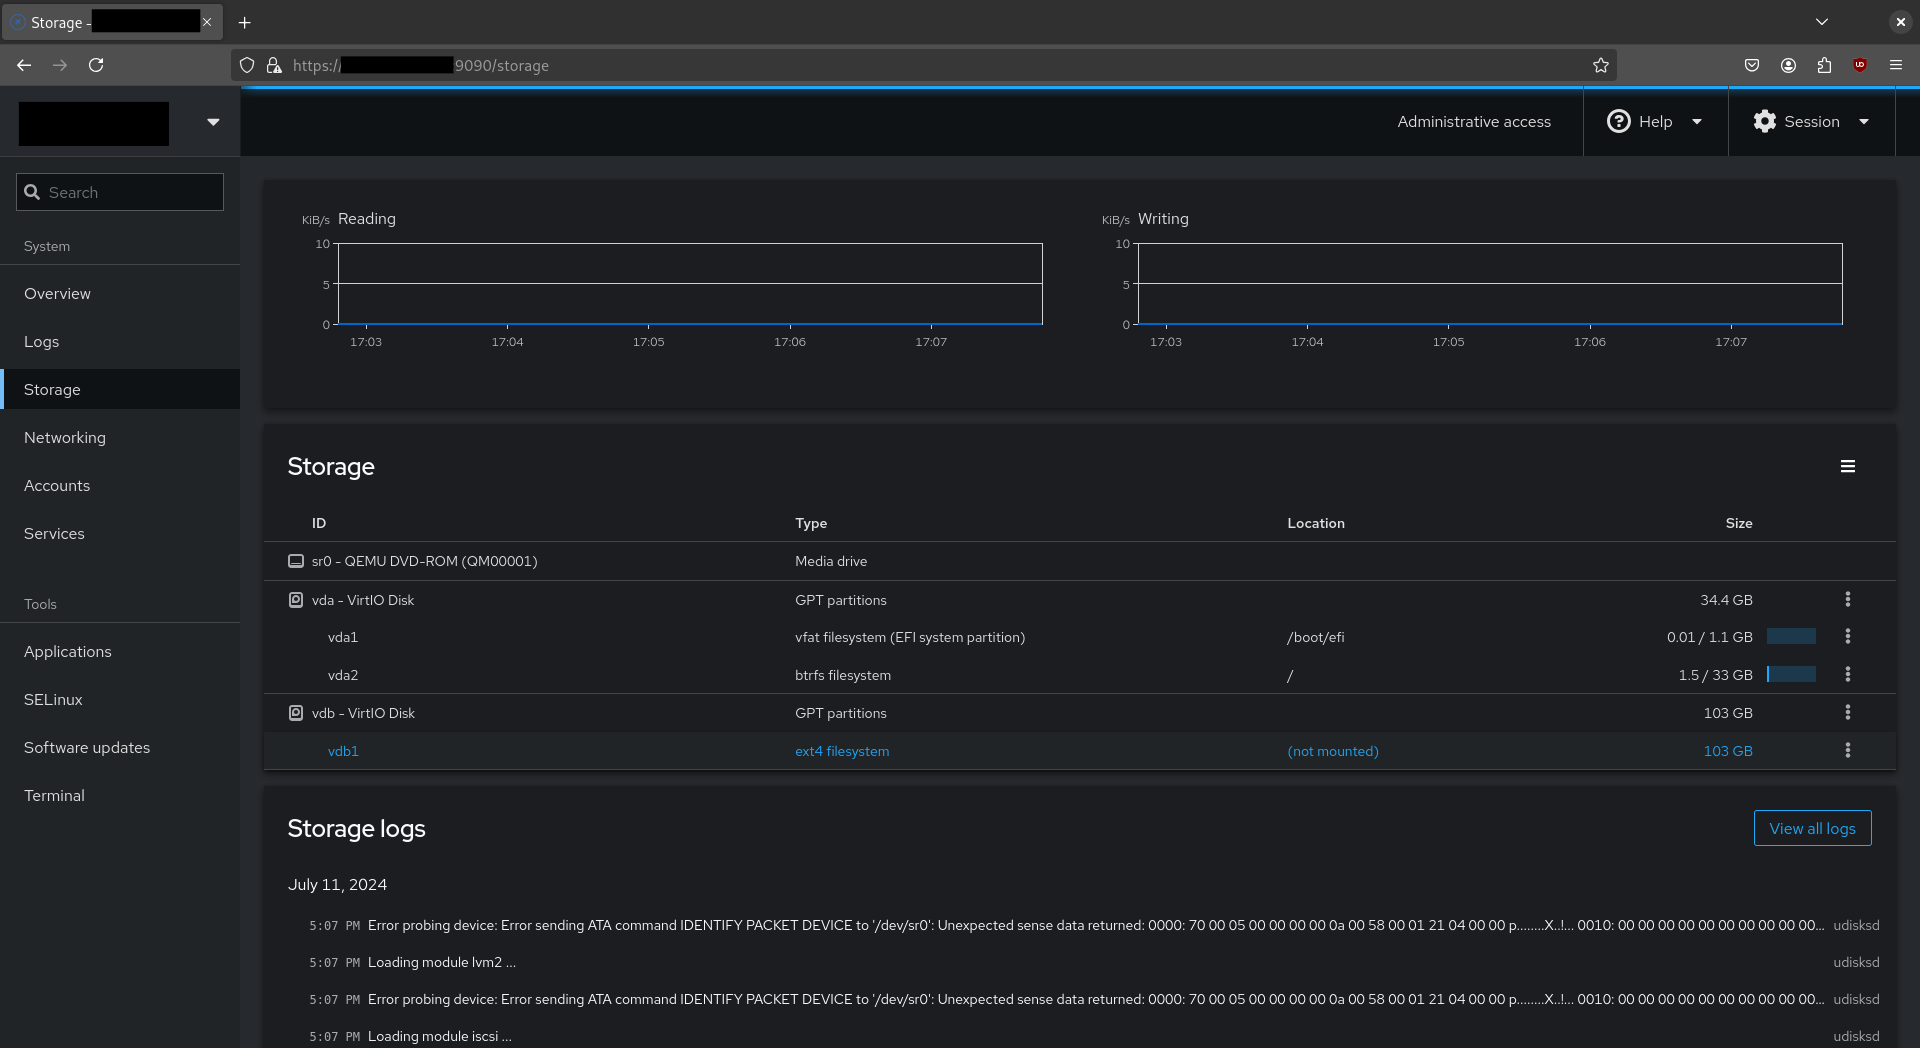 Storage -
https:// 9090/storage
Administrative access
Help
Session
Search
System
Overview
Logs
Storage
Networking
Accounts
Services
Tools
Applications
SELinux
Software updates
Terminal
KiB/s Reading
10
5
0
17:03 17:04 17:05 17:06 17:07
KiB/s Writing
10
5
0
17:03 17:04 17:05 17:06 17:07
Storage
ID Type Location Size
sr0 - QEMU DVD-ROM (QM00001) Media drive
vda - VirtIO Disk GPT partitions 34.4 GB
vda1 vfat filesystem (EFI system partition) /boot/efi 0.01 / 1.1 GB
vda2 btrfs filesystem / 1.5 / 33 GB
vdb - VirtIO Disk GPT partitions 103 GB
vdb1 ext4 filesystem (not mounted) 103 GB
Storage logs
View all logs
July 11, 2024
5:07 PM Error probing device: Error sending ATA command IDENTIFY PACKET DEVICE to '/dev/sr0': Unexpected sense data returned: 0000: 70 00 05 00 00 00 00 0a 00 58 00 01 21 04 00 00 p........X..!... 0010: 00 00 00 00 00 00 00 00 00 00... udisksd
5:07 PM Loading module lvm2 ... udisksd
5:07 PM Error probing device: Error sending ATA command IDENTIFY PACKET DEVICE to '/dev/sr0': Unexpected sense data returned: 0000: 70 00 05 00 00 00 00 0a 00 58 00 01 21 04 00 00 p........X..!... 0010: 00 00 00 00 00 00 00 00 00 00... udisksd
5:07 PM Loading module iscsi ... udisksd